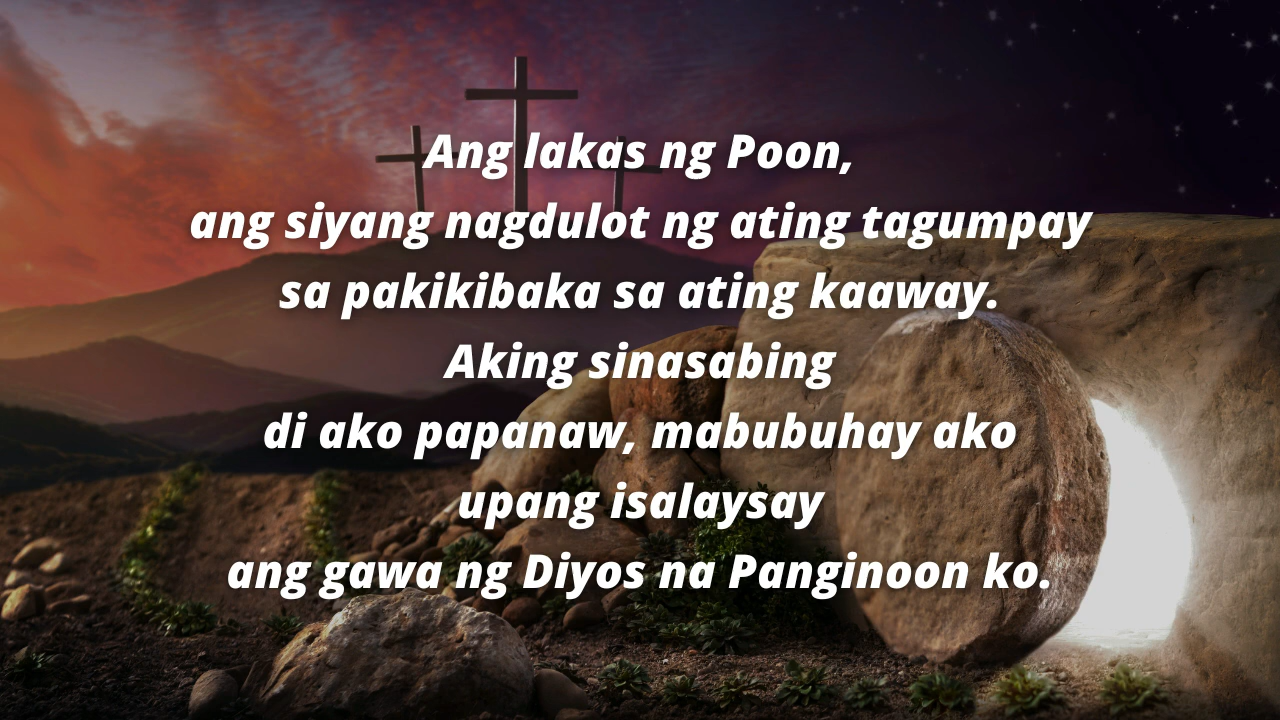 Ang lakas ng Poon,
ang siyang nagdulot ng ating tagumpay
sa pakikibaka sa ating kaaway.
Aking sinasabing
di ako papanaw, mabubuhay ako
upang isalaysay
ang gawa ng Diyos na Panginoon ko.